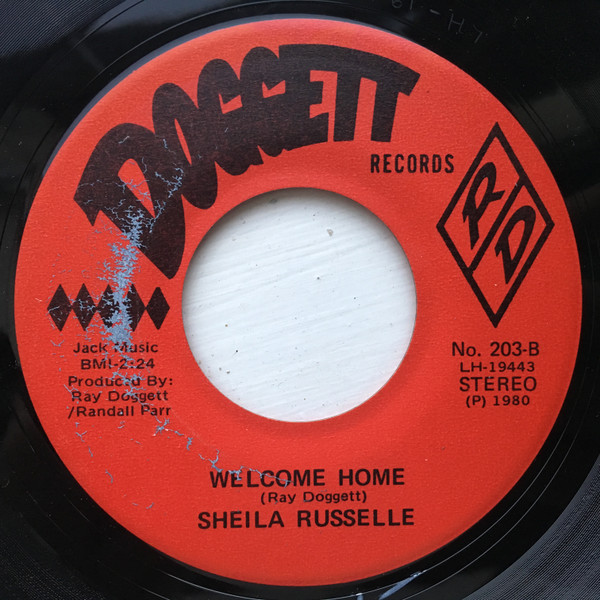 DOGGETT
RECORDS
R
D
Jack Music
BMI-2:24
Produced By:
Ray Doggett
/Randall Parr
No. 203-B
LH-19443
STEREO
(P) 1980
WELCOME HOME
(Ray Doggett)
SHEILA RUSSELLE